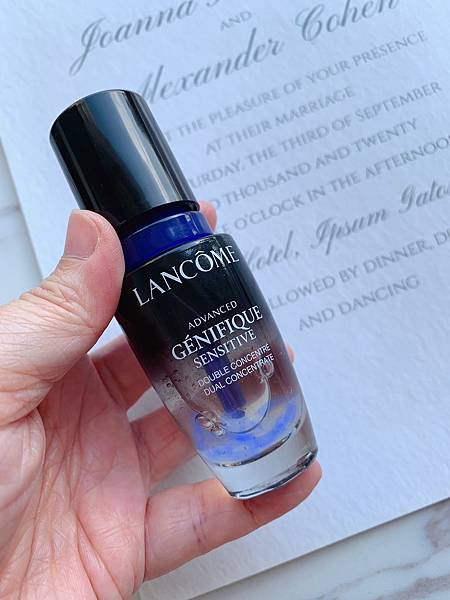 Joanna
AND
Alexander Cohen
THE PLEASURE OF YOUR PRESENCE
AT THEIR MARRIAGE
THE THIRD OF SEPTEMBER
THOUSAND AND TWENTY
O'CLOCK IN THE AFTERNOON
Hotel, Ipsum
FOLLOWED BY DINNER,
AND DANCING
LANCÔME
ADVANCED
GÉNIFIQUE
SENSITIVE
DOUBLE CONCENTRÉ
DUAL CONCENTRATE